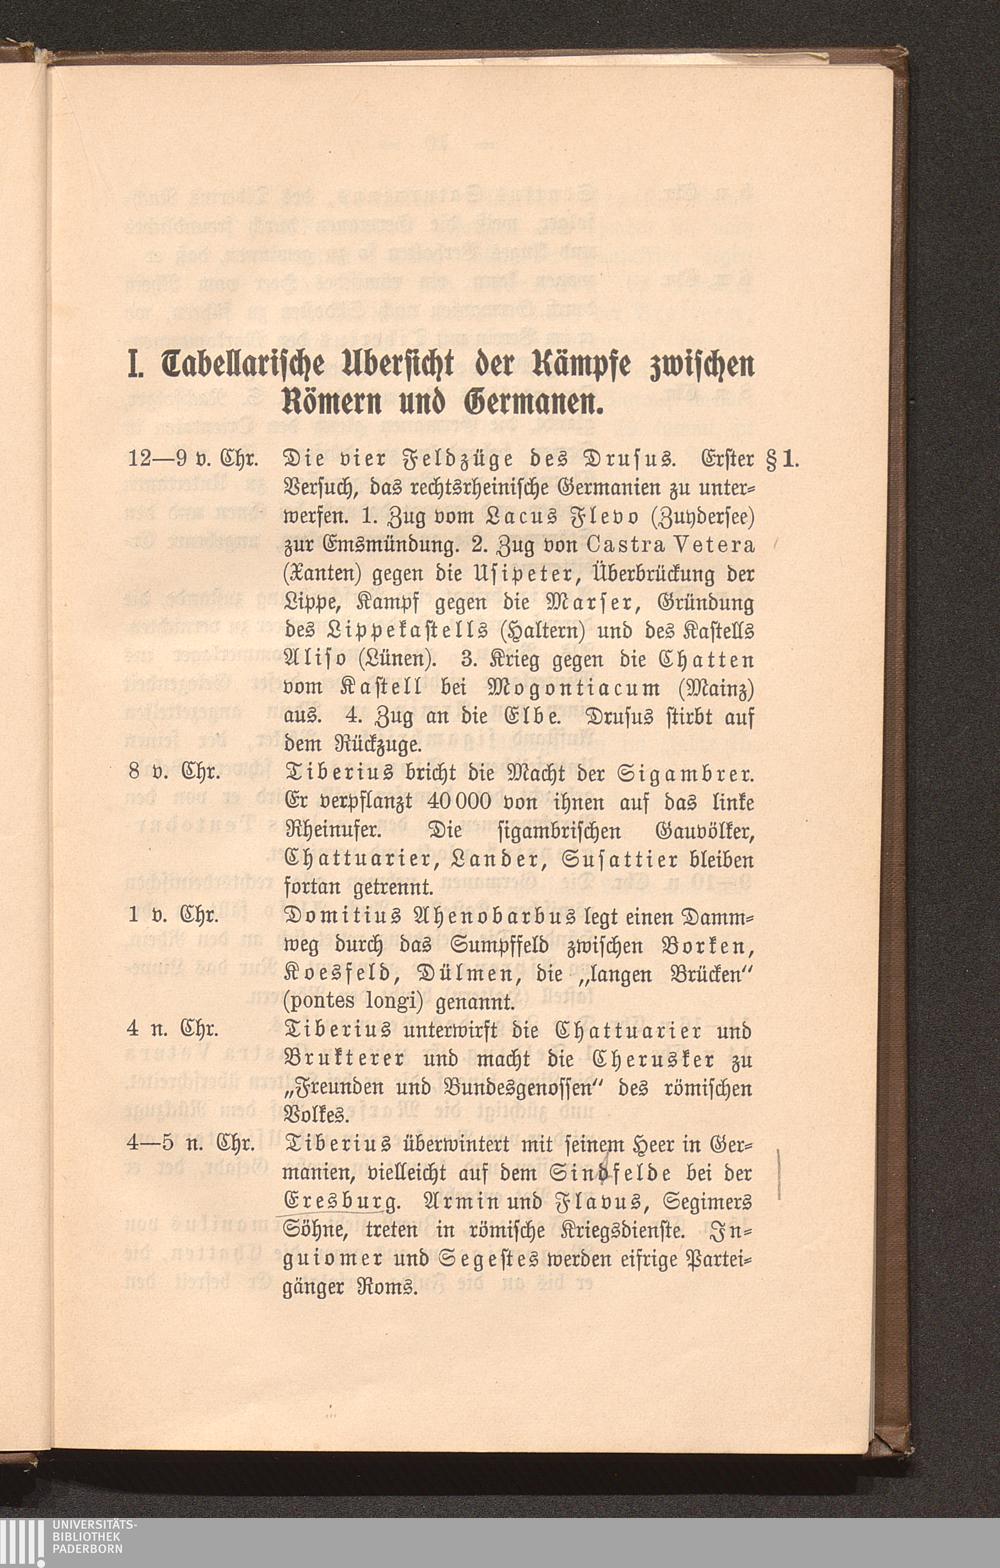 I. Tabellarische Übersicht der Kämpfe zwischen
Römern und Germanen.
12—9 v. Chr. Die vier Feldzüge des Drusus. Erster § 1.
Versuch, das rechtsrheinische Germanien zu unter-
werfen. 1. Zug vom Lacus Flevo (Zuydersee)
zur Emsmündung. 2. Zug von Castra Vetera
(Xanten) gegen die Usipeter, Überbrückung der
Lippe, Kampf gegen die Marser, Gründung
des Lippekastells (Haltern) und des Kastells
Aliso (Lünen). 3. Krieg gegen die Chatten
vom Kastell bei Mogontiacum (Mainz)
aus. 4. Zug an die Elbe. Drusus stirbt auf
dem Rückzuge.
8 v. Chr. Tiberius bricht die Macht der Sigambrer.
Er verpflanzt 40 000 von ihnen auf das linke
Rheinufer. Die sigambrischen Gauvölker,
Chattuarier, Lander, Susattier bleiben
fortan getrennt.
1 v. Chr. Domitius Ahenobarbus legt einen Damm-
weg durch das Sumpffeld zwischen Borken,
Koesfeld, Dülmen, die „langen Brücken“
(pontes longi) genannt.
4 n. Chr. Tiberius unterwirft die Chattuarier und
Brukterer und macht die Cherusker zu
„Freunden und Bundesgenossen“ des römischen
Volkes.
4—5 n. Chr. Tiberius überwintert mit seinem Heer in Ger-
manien, vielleicht auf dem Sindfelde bei der
Eresburg. Armin und Flavus, Segimers
Söhne, treten in römische Kriegsdienste. In-
guiomer und Segestes werden eifrige Partei-
gänger Roms.
UNIVERSITÄTS-
BIBLIOTHEK
PADERBORN